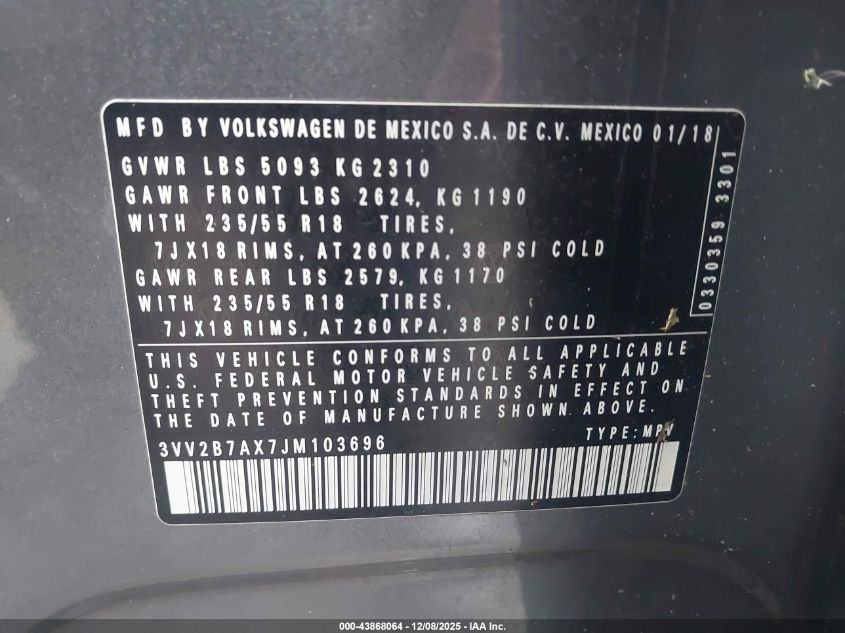 MFD BY VOLKSWAGEN DE MEXICO S.A. DE C.V. MEXICO 01/18
GVWR LBS 5093 KG 2310
GAWR FRONT LBS 2624, KG 1190
WITH 235/55 R18 TIRES,
7JX18 RIMS, AT 260 KPA, 38 PSI COLD
GAWR REAR LBS 2579, KG 1170
WITH 235/55 R18 TIRES,
7JX18 RIMS, AT 260 KPA, 38 PSI COLD
0330359 3301
THIS VEHICLE CONFORMS TO ALL APPLICABLE
U.S. FEDERAL MOTOR VEHICLE SAFETY AND
THEFT PREVENTION STANDARDS IN EFFECT ON
THE DATE OF MANUFACTURE SHOWN ABOVE.
3VV2B7AX7JM103696 TYPE: MPV
000-43868064 - 12/08/2025 - IAA Inc.